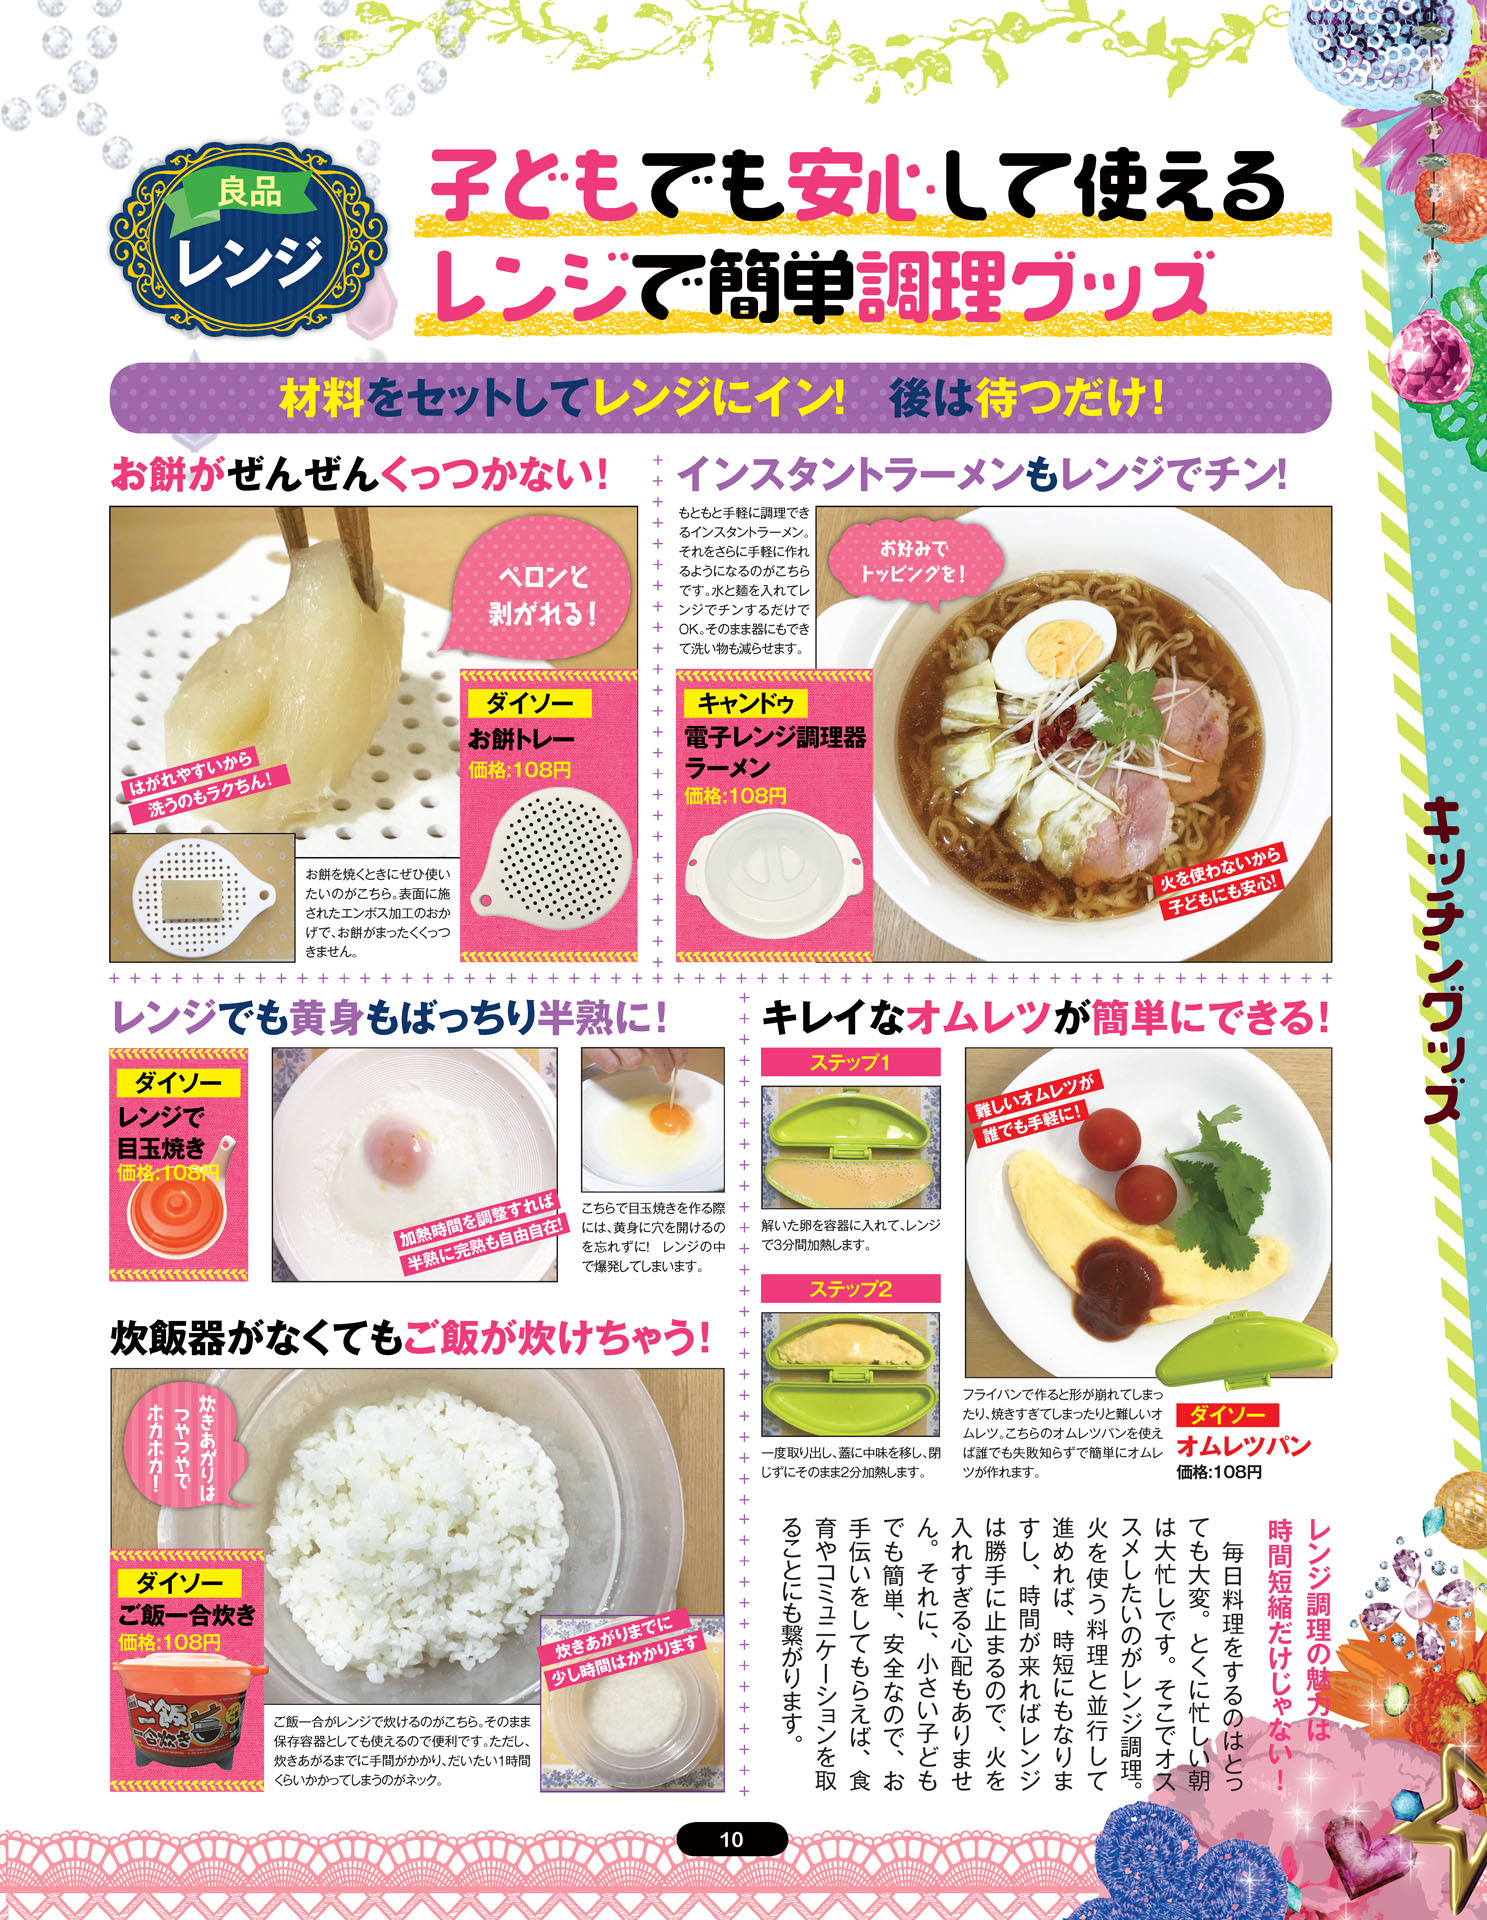 良品
レンジ
子どもでも安心して使える
レンジで簡単調理グッズ
材料をセットしてレンジにイン！　後は待つだけ！
お餅がぜんぜんくっつかない！
ペロンと
剥がれる！
はがれやすいから
洗うのもラクちん！
ダイソー
お餅トレー
価格:108円
お餅を焼くときにぜひ使い
たいのがこちら。表面に施
されたエンボス加工のおか
げで、お餅がまったくくっつ
きません。
インスタントラーメンもレンジでチン！
もともと手軽に調理でき
るインスタントラーメン。
それをさらに手軽に作れ
るようになるのがこちら
です。水と麺を入れてレ
ンジでチンするだけで
OK。そのまま器にもでき
て洗い物も減らせます。
お好みで
トッピングを！
キャンドゥ
電子レンジ調理器
ラーメン
価格:108円
火を使わないから
子どもにも安心！
レンジでも黄身もばっちり半熟に！
ダイソー
レンジで
目玉焼き
価格:108円
加熱時間を調整すれば
半熟に完熟も自由自在！
こちらで目玉焼きを作る際
には、黄身に穴を開けるの
を忘れずに！　レンジの中
で爆発してしまいます。
キレイなオムレツが簡単にできる！
ステップ1
解いた卵を容器に入れて、レンジ
で3分間加熱します。
ステップ2
一度取り出し、蓋に中味を移し、閉
じずにそのまま2分加熱します。
難しいオムレツが
誰でも手軽に！
フライパンで作ると形が崩れてしまっ
たり、焼きすぎてしまったりと難しいオ
ムレツ。こちらのオムレツパンを使え
ば誰でも失敗知らずで簡単にオムレ
ツが作れます。
ダイソー
オムレツパン
価格:108円
炊飯器がなくてもご飯が炊けちゃう！
炊きあがりは
つやつやで
ホカホカ！
ダイソー
ご飯一合炊き
価格:108円
ご飯
一合炊き
炊きあがりまでに
少し時間はかかります
ご飯一合がレンジで炊けるのがこちら。そのまま
保存容器としても使えるので便利です。ただし、
炊きあがるまでに手間がかかり、だいたい1時間
くらいかかってしまうのがネック。
レンジ調理の魅力は
時間短縮だけじゃない！
毎日料理をするのはとっ
ても大変。とくに忙しい朝
は大忙しです。そこでオス
スメしたいのがレンジ調理。
火を使う料理と並行して
進めれば、時短にもなりま
すし、時間が来ればレンジ
は勝手に止まるので、火を
入れすぎる心配もありませ
ん。それに、小さい子ども
でも簡単、安全なので、お
手伝いをしてもらえば、食
育やコミュニケーションを取
ることにも繋がります。
キッチングッズ
10